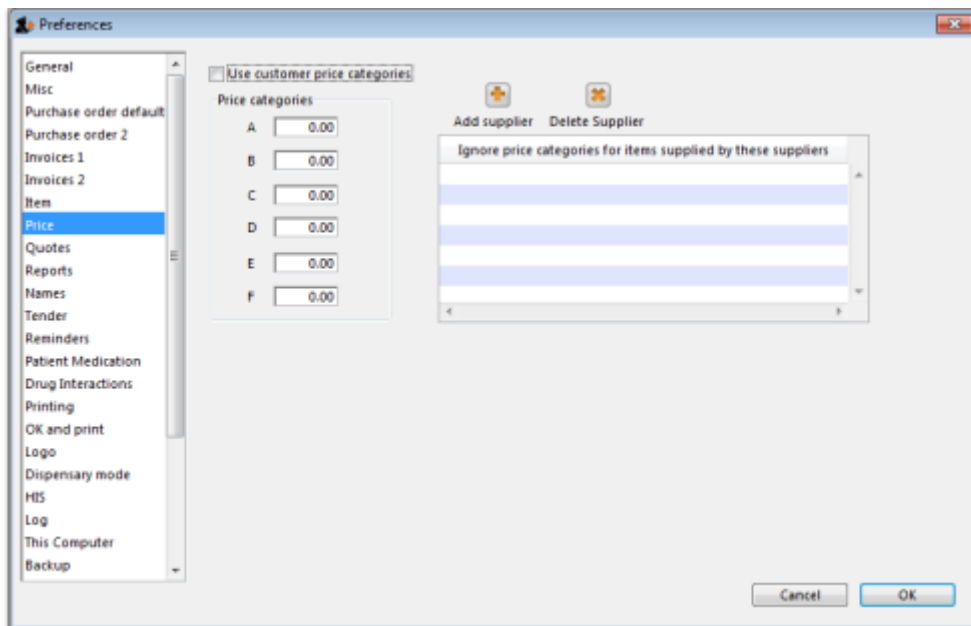 Preferences
General
Misc
Purchase order default
Purchase order 2
Invoices 1
Invoices 2
Item
Price
Quotes
Reports
Names
Tender
Reminders
Patient Medication
Drug Interactions
Printing
OK and print
Logo
Dispensary mode
HIS
Log
This Computer
Backup
Use customer price categories
Price categories
A 0.00
B 0.00
C 0.00
D 0.00
E 0.00
F 0.00
Add supplier Delete Supplier
Ignore price categories for items supplied by these suppliers
Cancel OK